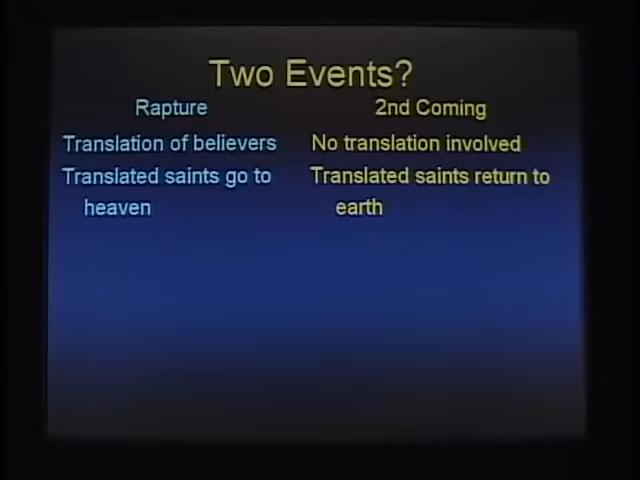 Two Events?
Rapture
2nd Coming
Translation of believers
No translation involved
Translated saints go to
heaven
Translated saints return to
earth